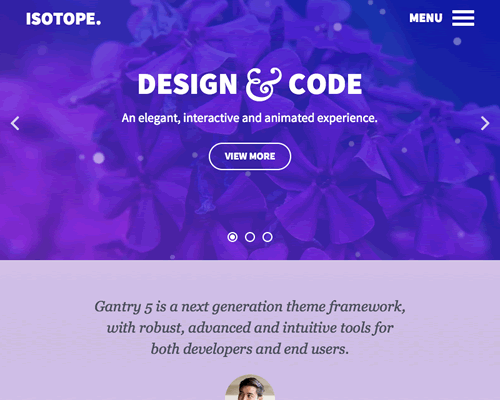 ISOTOPE.
MENU
DESIGN & CODE
An elegant, interactive and animated experience.
VIEW MORE
Gantry 5 is a next generation theme framework,
with robust, advanced and intuitive tools for
both developers and end users.